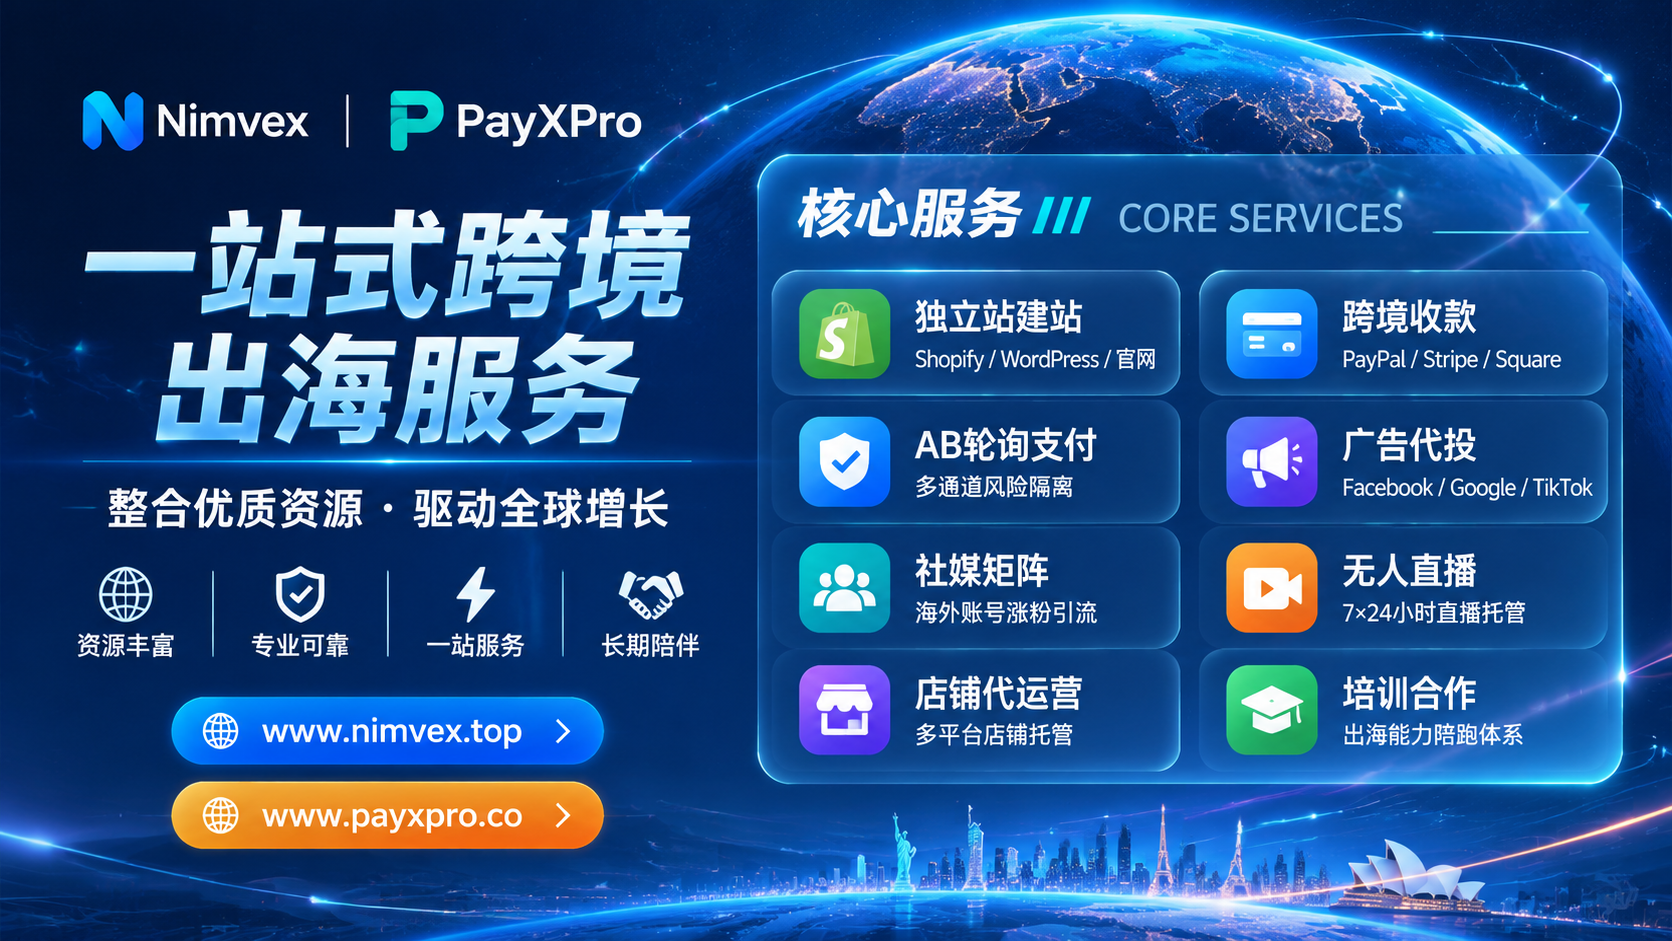 Nimvex | PayXPro
一站式跨境
出海服务
整合优质资源 · 驱动全球增长
资源丰富
专业可靠
一站服务
长期陪伴
www.nimvex.top
www.payxpro.co
核心服务 /// CORE SERVICES
独立站建站
Shopify / WordPress / 官网
跨境收款
PayPal / Stripe / Square
AB轮询支付
多通道风险隔离
广告代投
Facebook / Google / TikTok
社媒矩阵
海外账号涨粉引流
无人直播
7×24小时直播托管
店铺代运营
多平台店铺托管
培训合作
出海能力陪跑体系